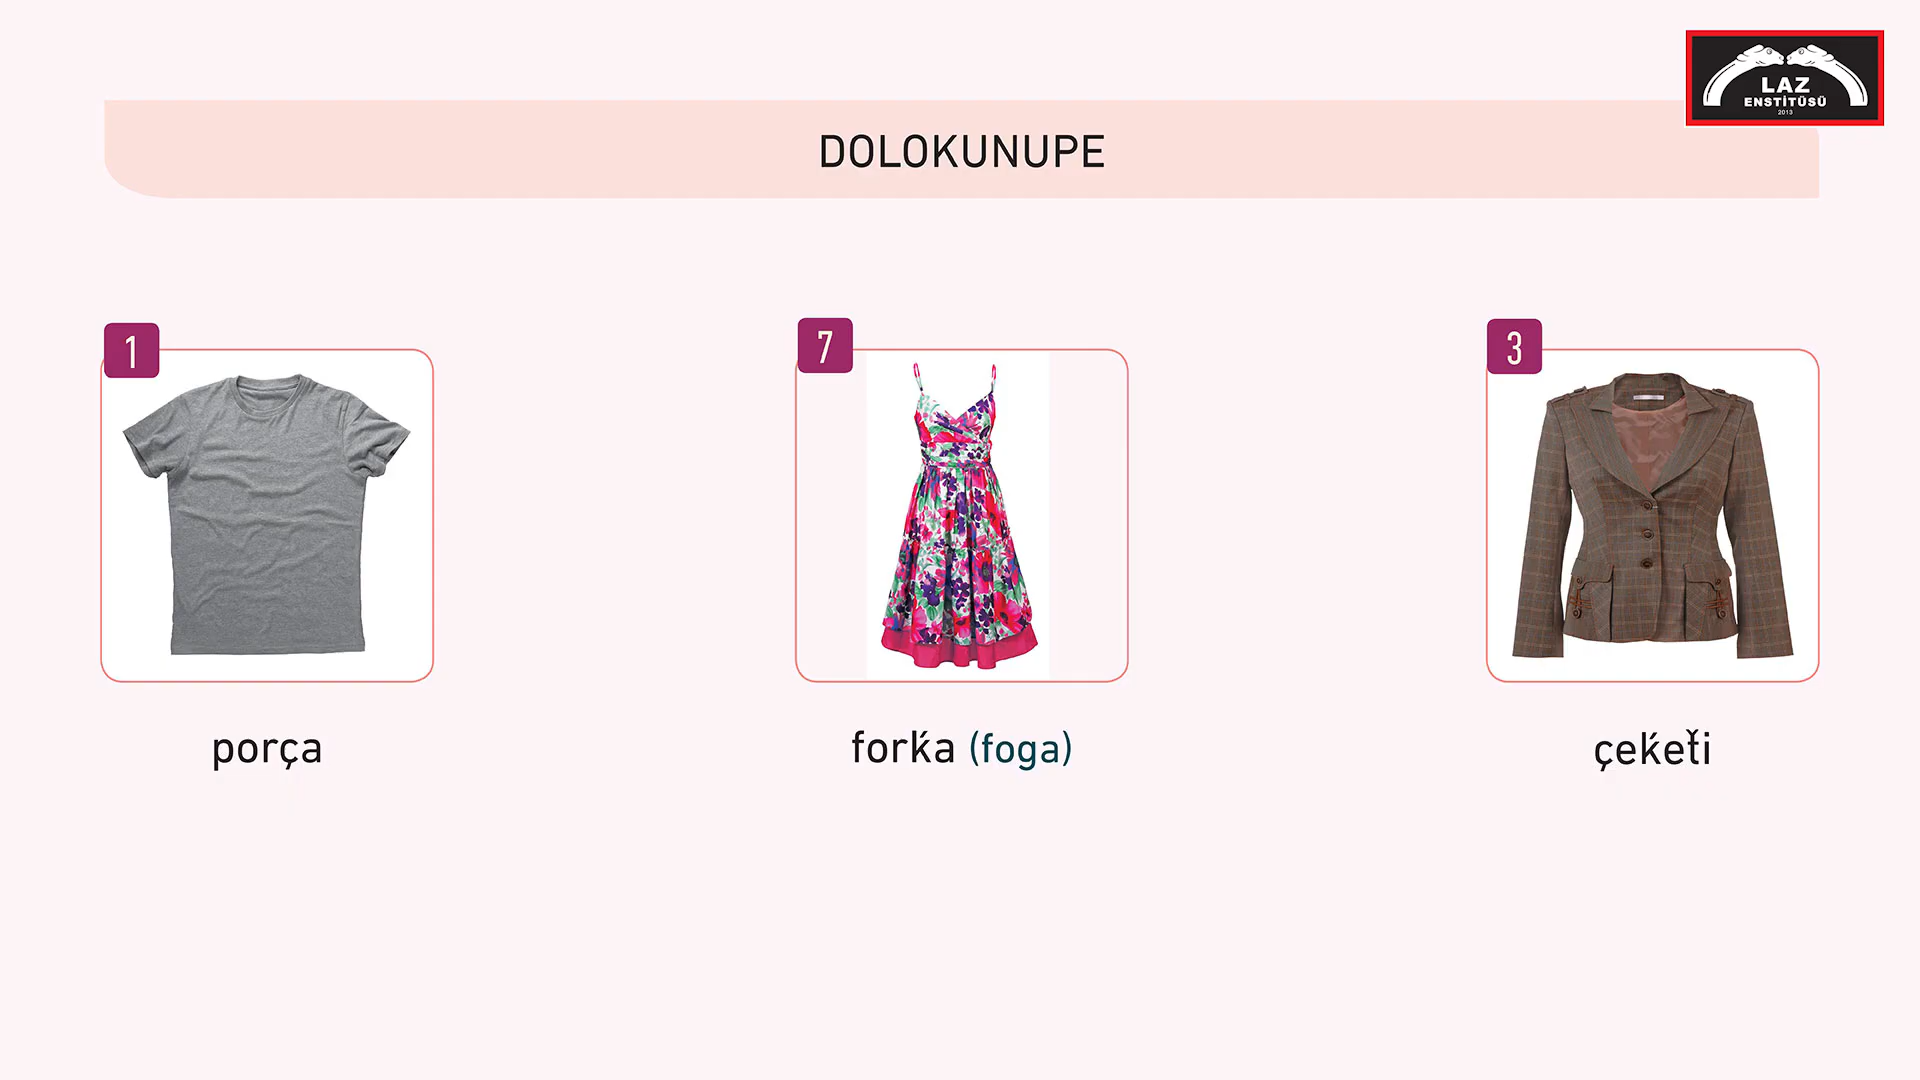 LAZ
ENSTİTÜSÜ
2013
DOLOKUNUPE
1
7
3
porça
forǩa (foga)
çeǩeťi